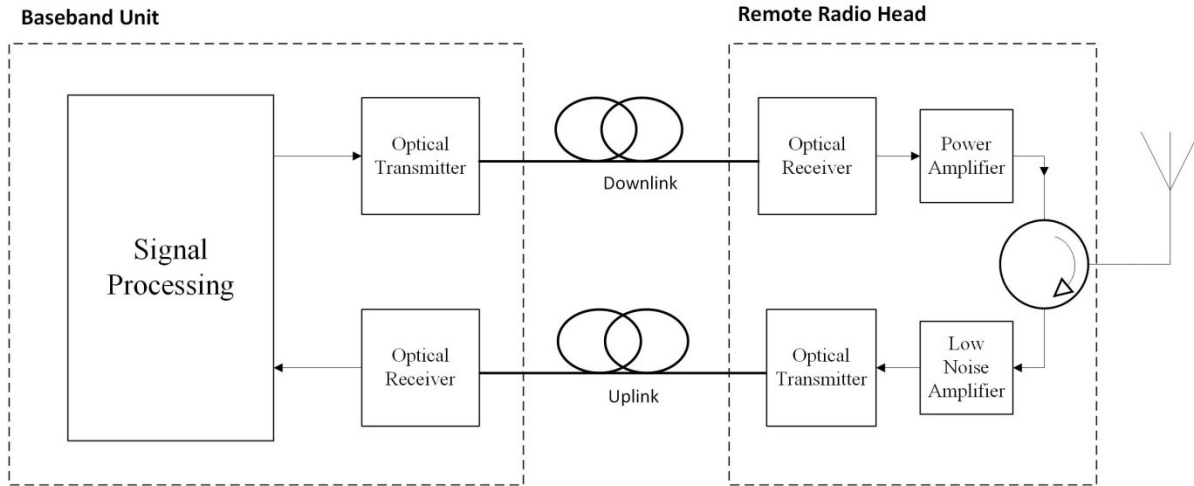 Baseband Unit
Remote Radio Head
Signal
Processing
Optical
Transmitter
Downlink
Optical
Receiver
Power
Amplifier
Optical
Receiver
Uplink
Optical
Transmitter
Low
Noise
Amplifier